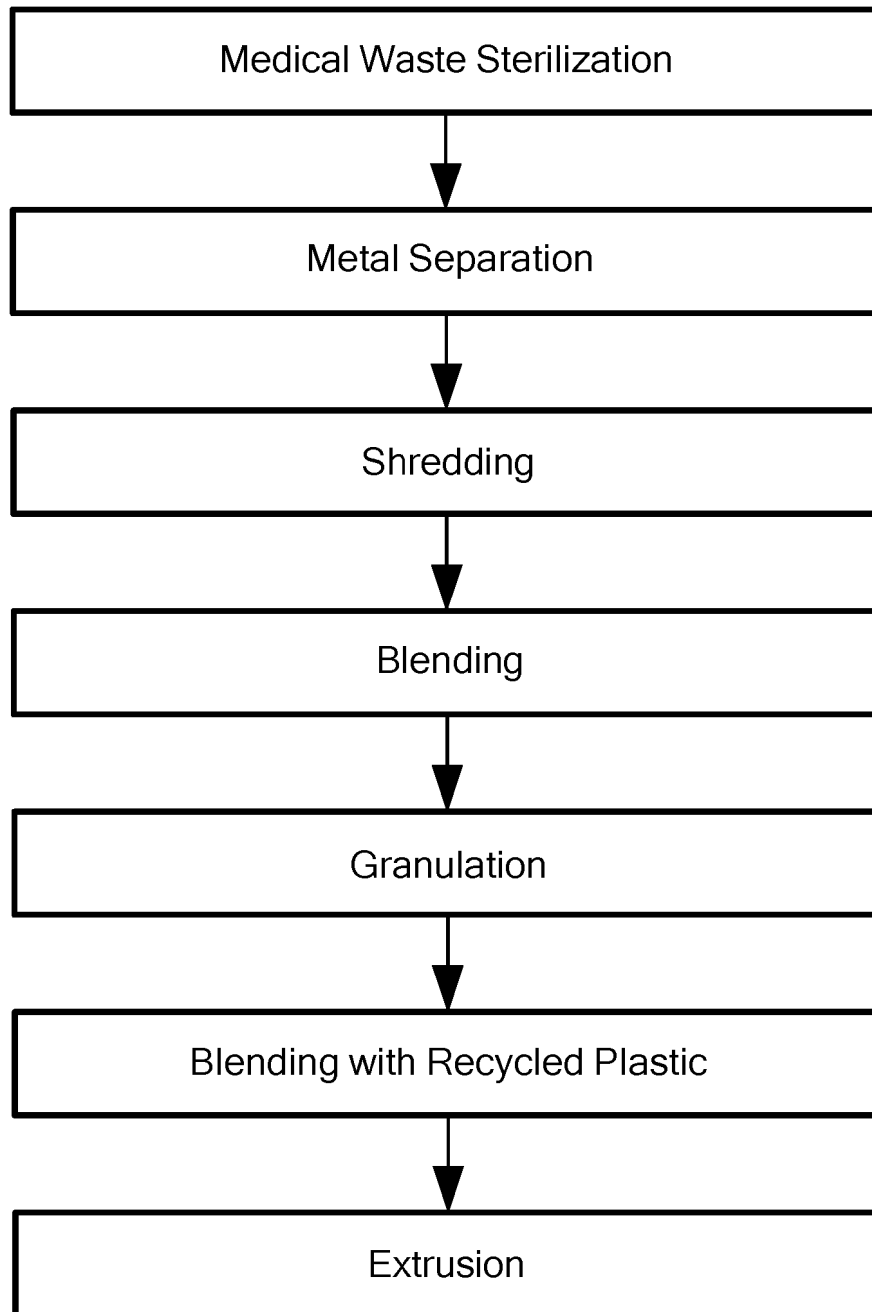 Medical Waste Sterilization
Metal Separation
Shredding
Blending
Granulation
Blending with Recycled Plastic
Extrusion